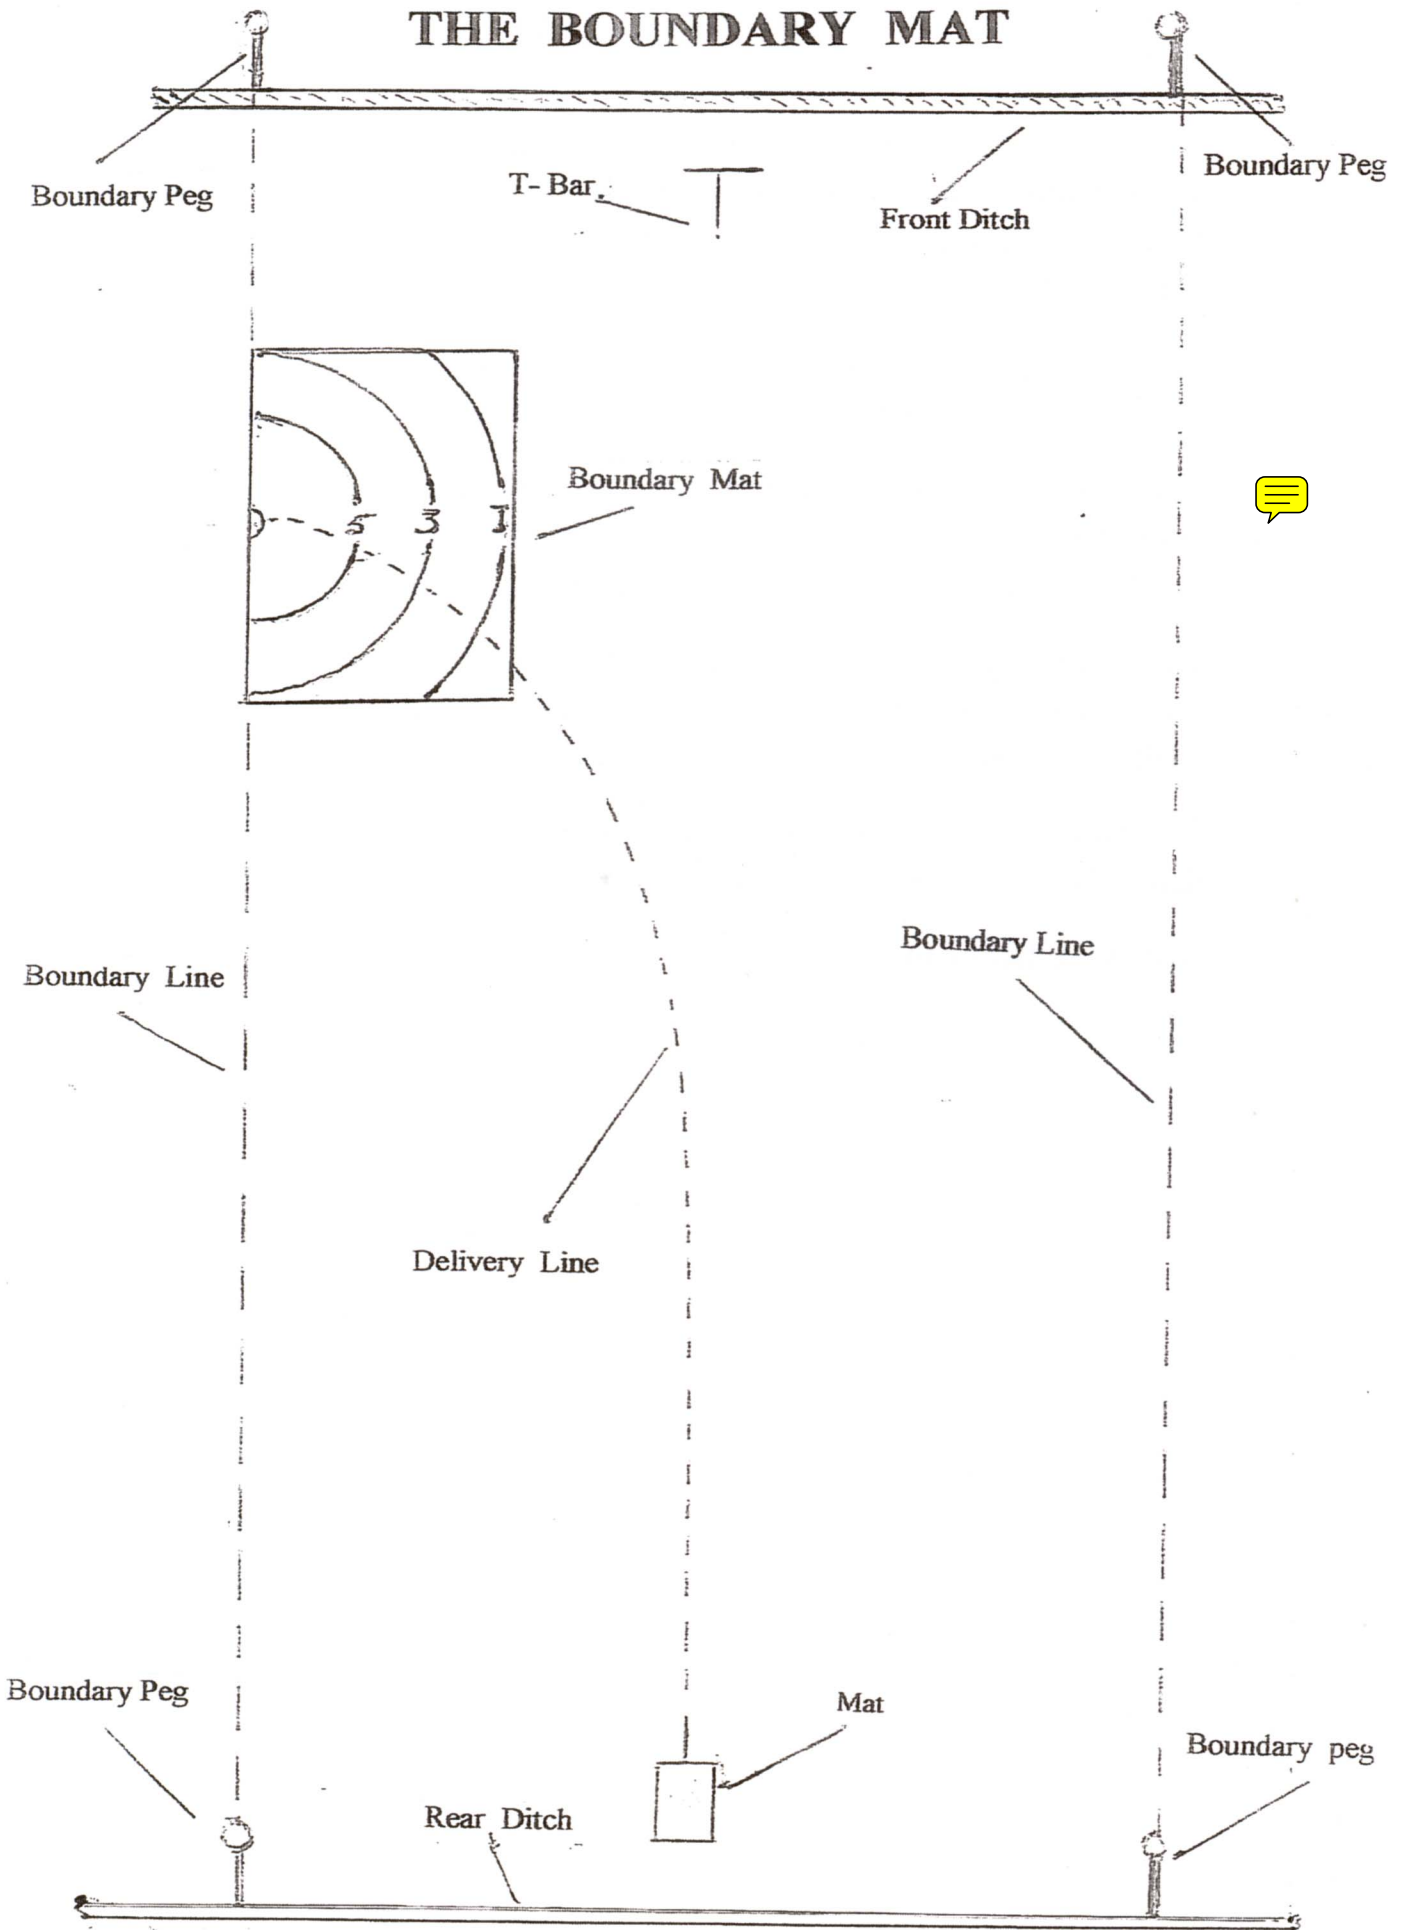 THE BOUNDARY MAT
Boundary Peg
T-Bar
Front Ditch
Boundary Peg
Boundary Mat
5 3 1
Boundary Line
Boundary Line
Delivery Line
Boundary Peg
Mat
Boundary peg
Rear Ditch